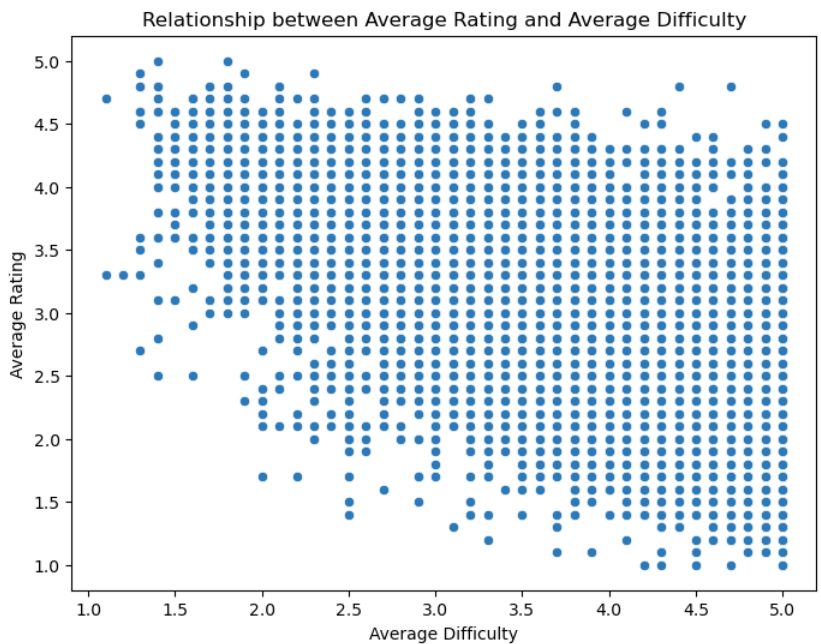 Relationship between Average Rating and Average Difficulty
5.0
4.5
4.0
3.5
3.0
2.5
2.0
1.5
1.0
Average Rating
1.0 1.5 2.0 2.5 3.0 3.5 4.0 4.5 5.0
Average Difficulty